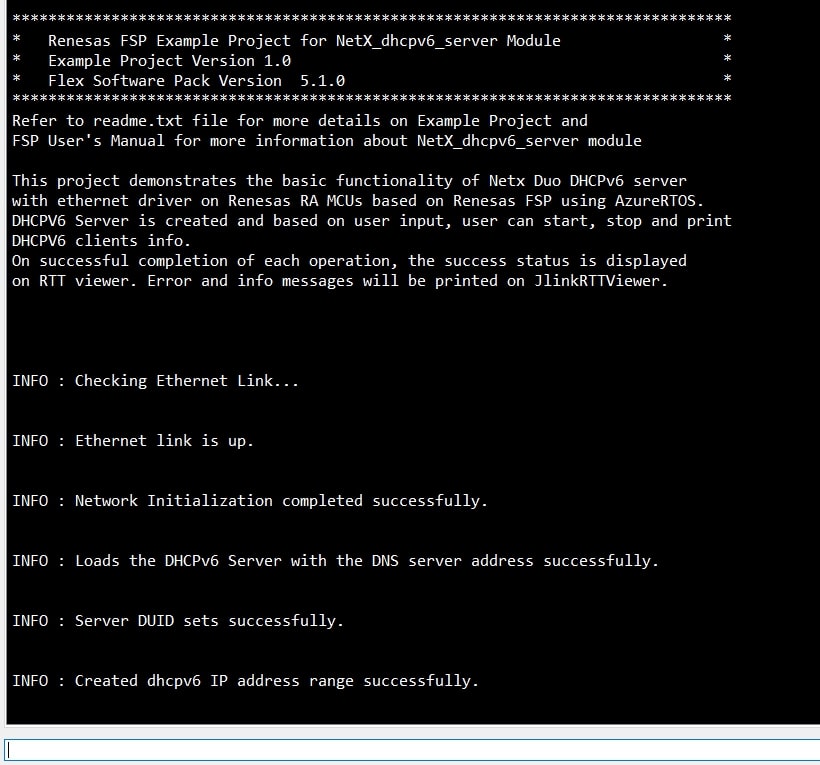 ********************************************************************************
*   Renesas FSP Example Project for NetX_dhcpv6_server Module                  *
*   Example Project Version 1.0                                                *
*   Flex Software Pack Version  5.1.0                                          *
********************************************************************************
Refer to readme.txt file for more details on Example Project and
FSP User's Manual for more information about NetX_dhcpv6_server module
This project demonstrates the basic functionality of Netx Duo DHCPv6 server
with ethernet driver on Renesas RA MCUs based on Renesas FSP using AzureRTOS.
DHCPV6 Server is created and based on user input, user can start, stop and print
DHCPV6 clients info.
On successful completion of each operation, the success status is displayed
on RTT viewer. Error and info messages will be printed on JlinkRTTViewer.
INFO : Checking Ethernet Link...
INFO : Ethernet link is up.
INFO : Network Initialization completed successfully.
INFO : Loads the DHCPv6 Server with the DNS server address successfully.
INFO : Server DUID sets successfully.
INFO : Created dhcpv6 IP address range successfully.